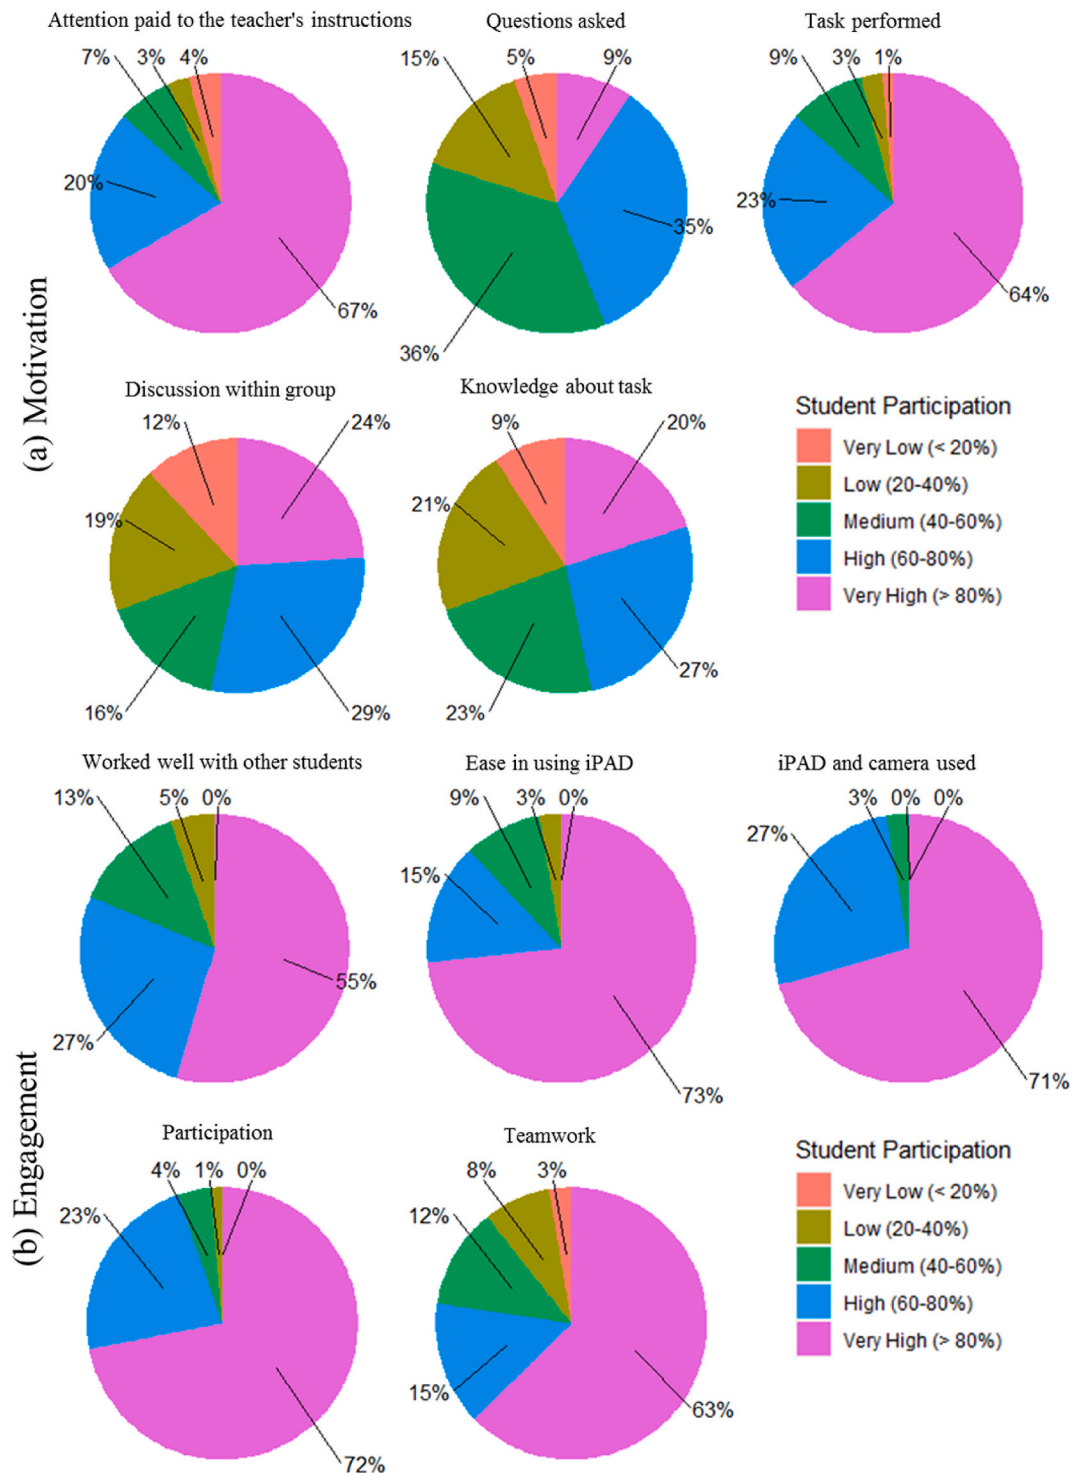 Attention paid to the teacher's instructions
7% 3% 4%
20%
67%
Questions asked
15% 5% 9%
35%
36%
Task performed
9% 3% 1%
23%
64%
(a) Motivation
Discussion within group
12% 24%
19%
16% 29%
Knowledge about task
9% 20%
21%
27%
23%
Student Participation
Very Low (< 20%)
Low (20-40%)
Medium (40-60%)
High (60-80%)
Very High (> 80%)
Worked well with other students
13% 5% 0%
55%
27%
Ease in using iPAD
9% 3% 0%
15%
73%
iPAD and camera used
3% 0% 0%
27%
71%
(b) Engagement
Participation
4% 1% 0%
23%
72%
Teamwork
8% 3%
12%
15%
63%
Student Participation
Very Low (< 20%)
Low (20-40%)
Medium (40-60%)
High (60-80%)
Very High (> 80%)